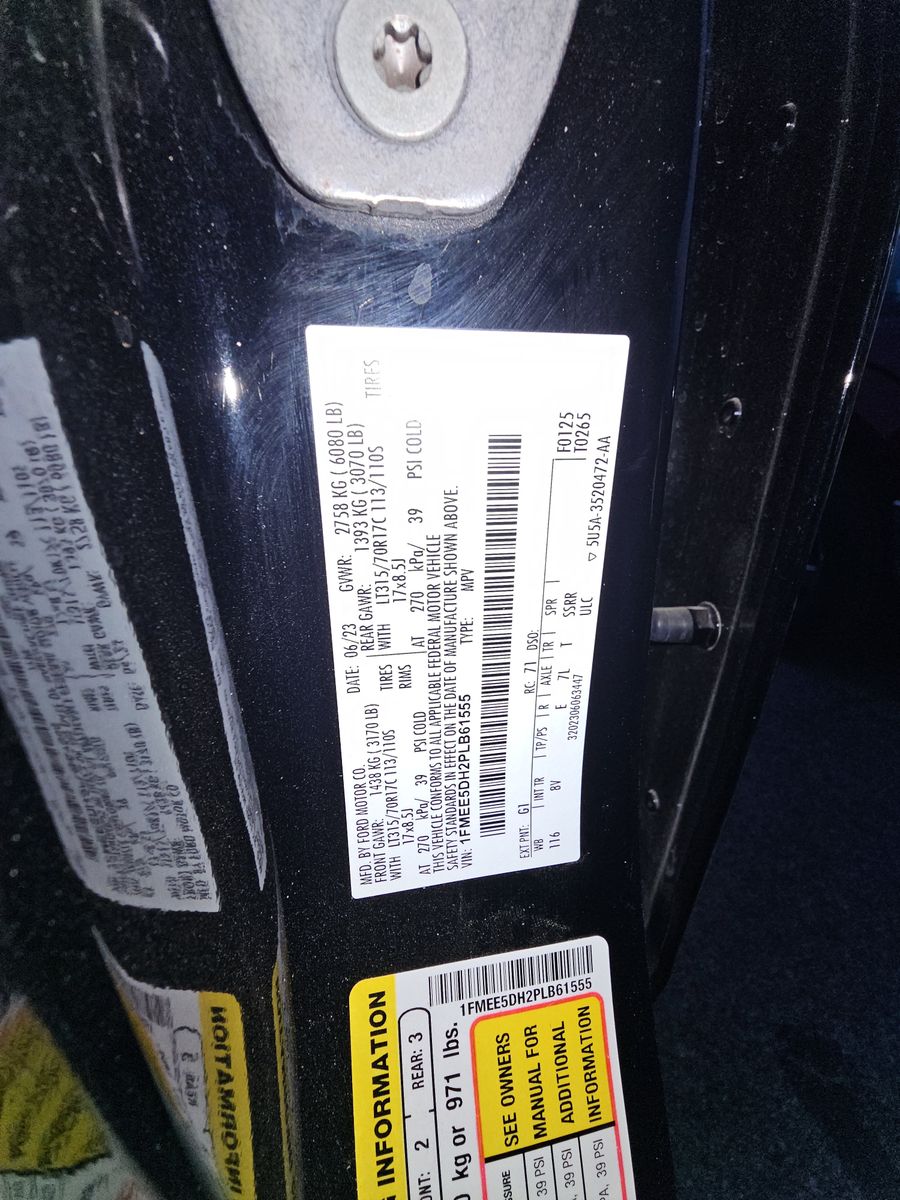 MFD. BY FORD MOTOR CO.
DATE: 06/23 GVWR: 2758 KG ( 6080 LB)
FRONT GAWR: 1438 KG ( 3170 LB) REAR GAWR: 1393 KG ( 3070 LB)
WITH LT315/70R17C 113/110S TIRES WITH LT315/70R17C 113/110S TIRES
17x8.5J RIMS 17x8.5J
AT 270 kPa/ 39 PSI COLD AT 270 kPa/ 39 PSI COLD
THIS VEHICLE CONFORMS TO ALL APPLICABLE FEDERAL MOTOR VEHICLE
SAFETY STANDARDS IN EFFECT ON THE DATE OF MANUFACTURE SHOWN ABOVE.
VIN: 1FMEE5DH2PLB61555 TYPE: MPV
F0125
T0265
EXT PNT: G1 RC: 71 DSO:
WB INT TR TP/PS R AXLE TR SPR
116 8V E 7L T SSRR
3202306063447 ULC ▽ 5U5A-3520472-AA
INFORMATION
1FMEE5DH2PLB61555
2 REAR: 3
kg or 971 lbs.
SEE OWNERS
MANUAL FOR
ADDITIONAL
INFORMATION
39 PSI
39 PSI
39 PSI